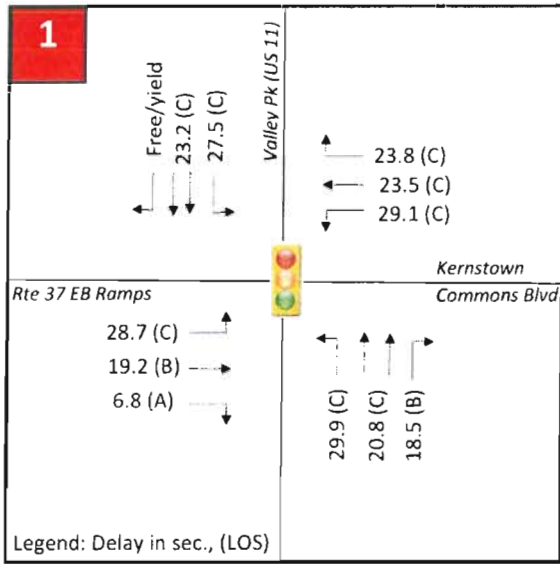 1
Valley Pk (US 11)
Free/yield
23.2 (C)
27.5 (C)
23.8 (C)
23.5 (C)
29.1 (C)
Kernstown
Commons Blvd
Rte 37 EB Ramps
28.7 (C)
19.2 (B)
6.8 (A)
29.9 (C)
20.8 (C)
18.5 (B)
Legend: Delay in sec., (LOS)